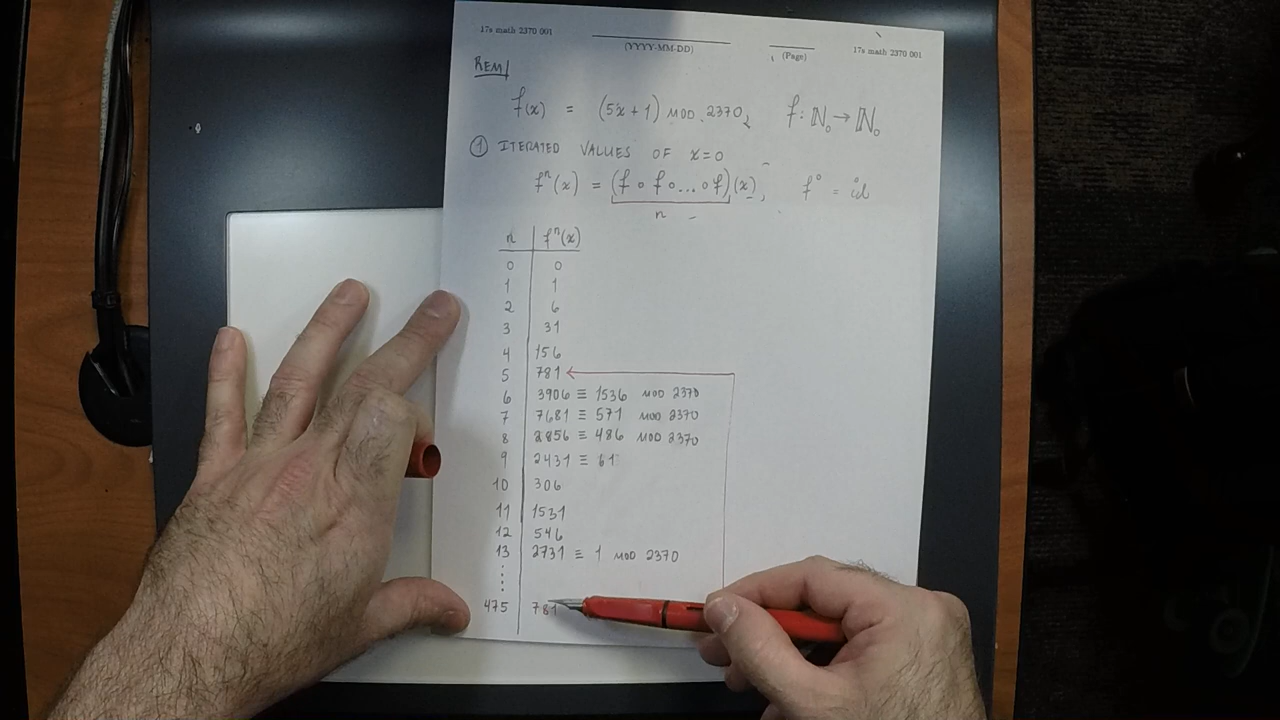 17s math 2370 001 (YYYY-MM-DD) (Page) 17s math 2370 001
REM
f(x) = (5x + 1) MOD 2370, f: ℕ₀ → ℕ₀
① ITERATED VALUES OF x = 0
fⁿ(x) = (f ∘ f ∘ ... ∘ f)(x), f⁰ = id
n
n fⁿ(x)
0 0
1 1
2 6
3 31
4 156
5 781
6 3906 ≡ 1536 MOD 2370
7 7681 ≡ 571 MOD 2370
8 2856 ≡ 486 MOD 2370
9 2431 ≡ 61
10 306
11 1531
12 546
13 2731 ≡ 1 MOD 2370
⋮
475 781